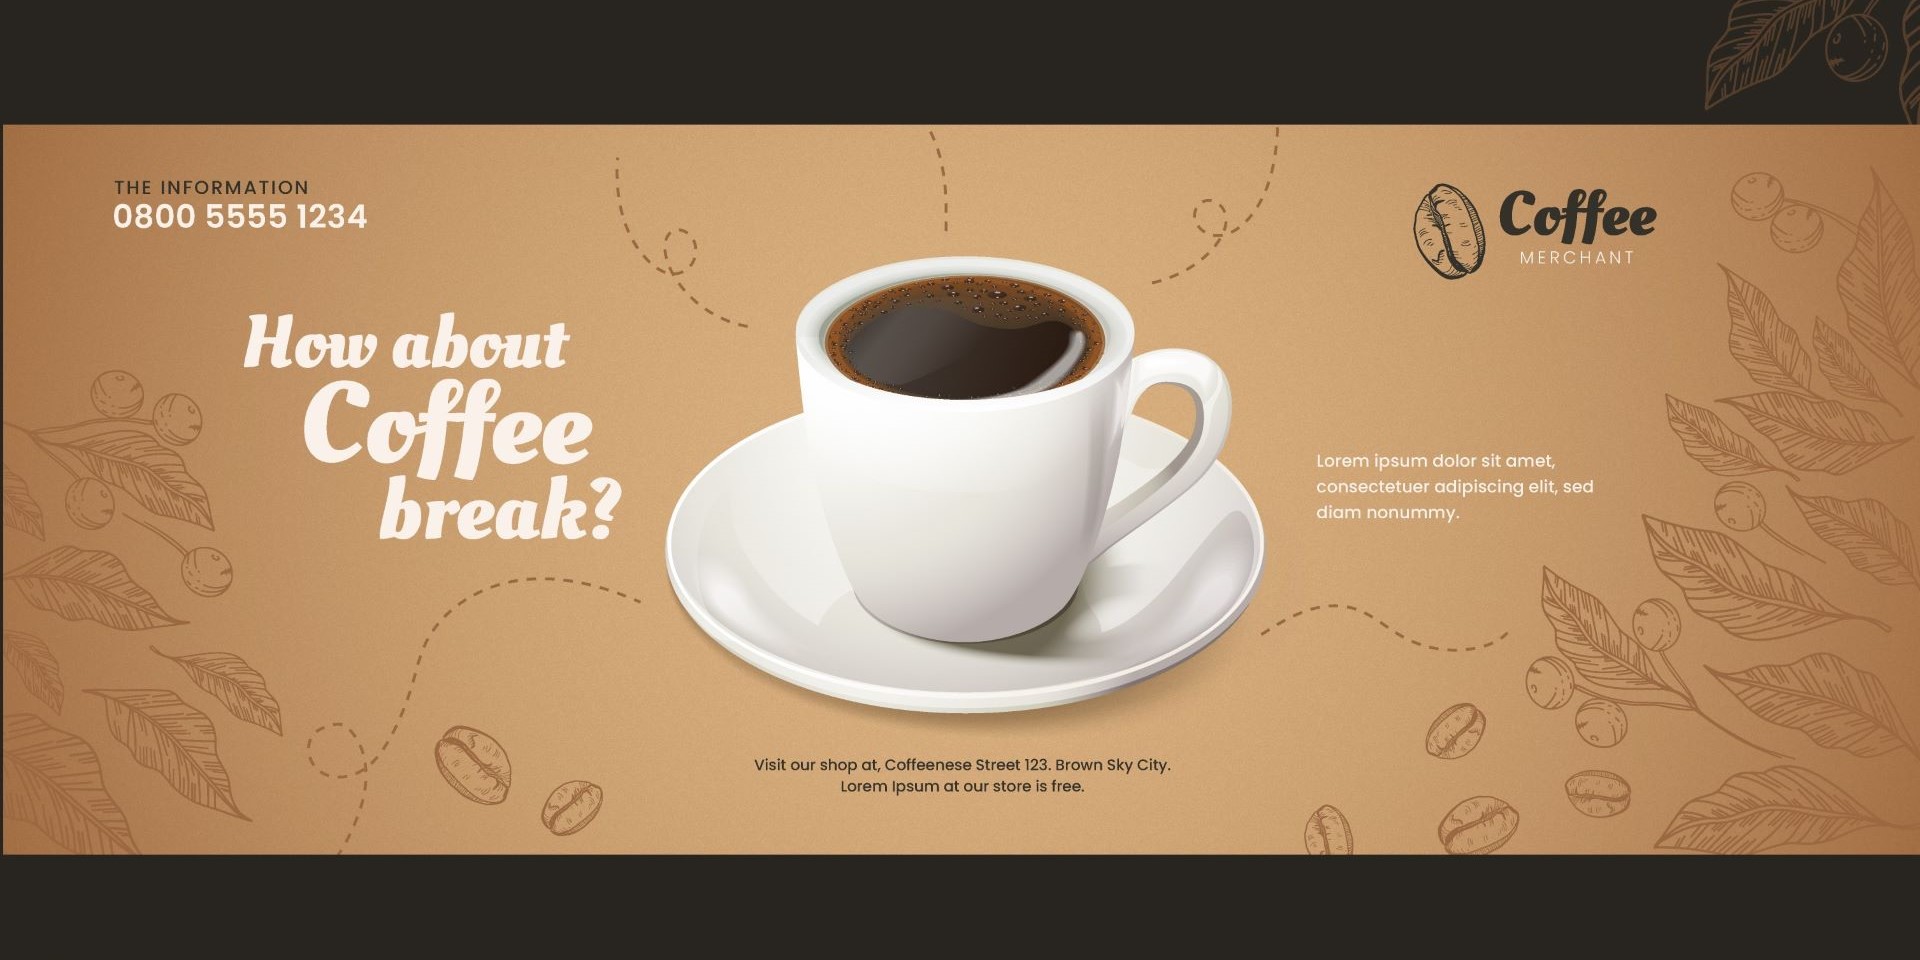 THE INFORMATION
0800 5555 1234
Coffee
MERCHANT
How about
Coffee
break?
Lorem ipsum dolor sit amet,
consectetuer adipiscing elit, sed
diam nonummy.
Visit our shop at, Coffeenese Street 123. Brown Sky City.
Lorem Ipsum at our store is free.